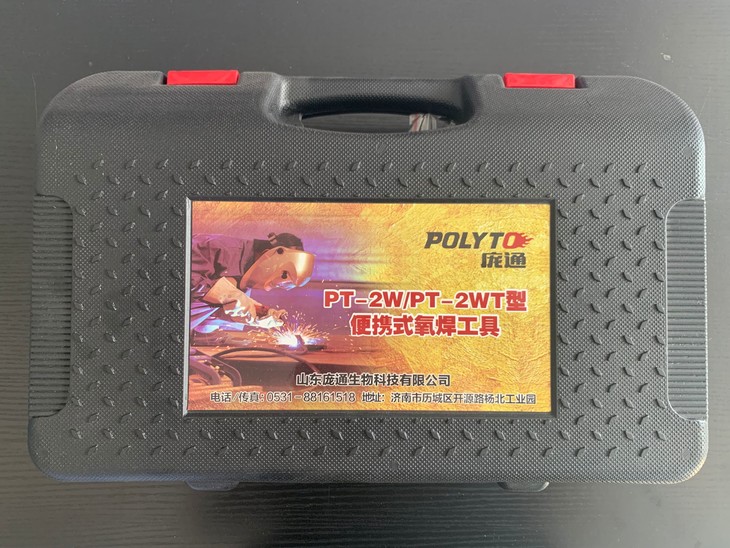 POLYTO
庞通
PT-2W/PT-2WT型
便携式氧焊工具
山东庞通生物科技有限公司
电话/传真:0531-88161518 地址:济南市历城区开源路杨北工业园